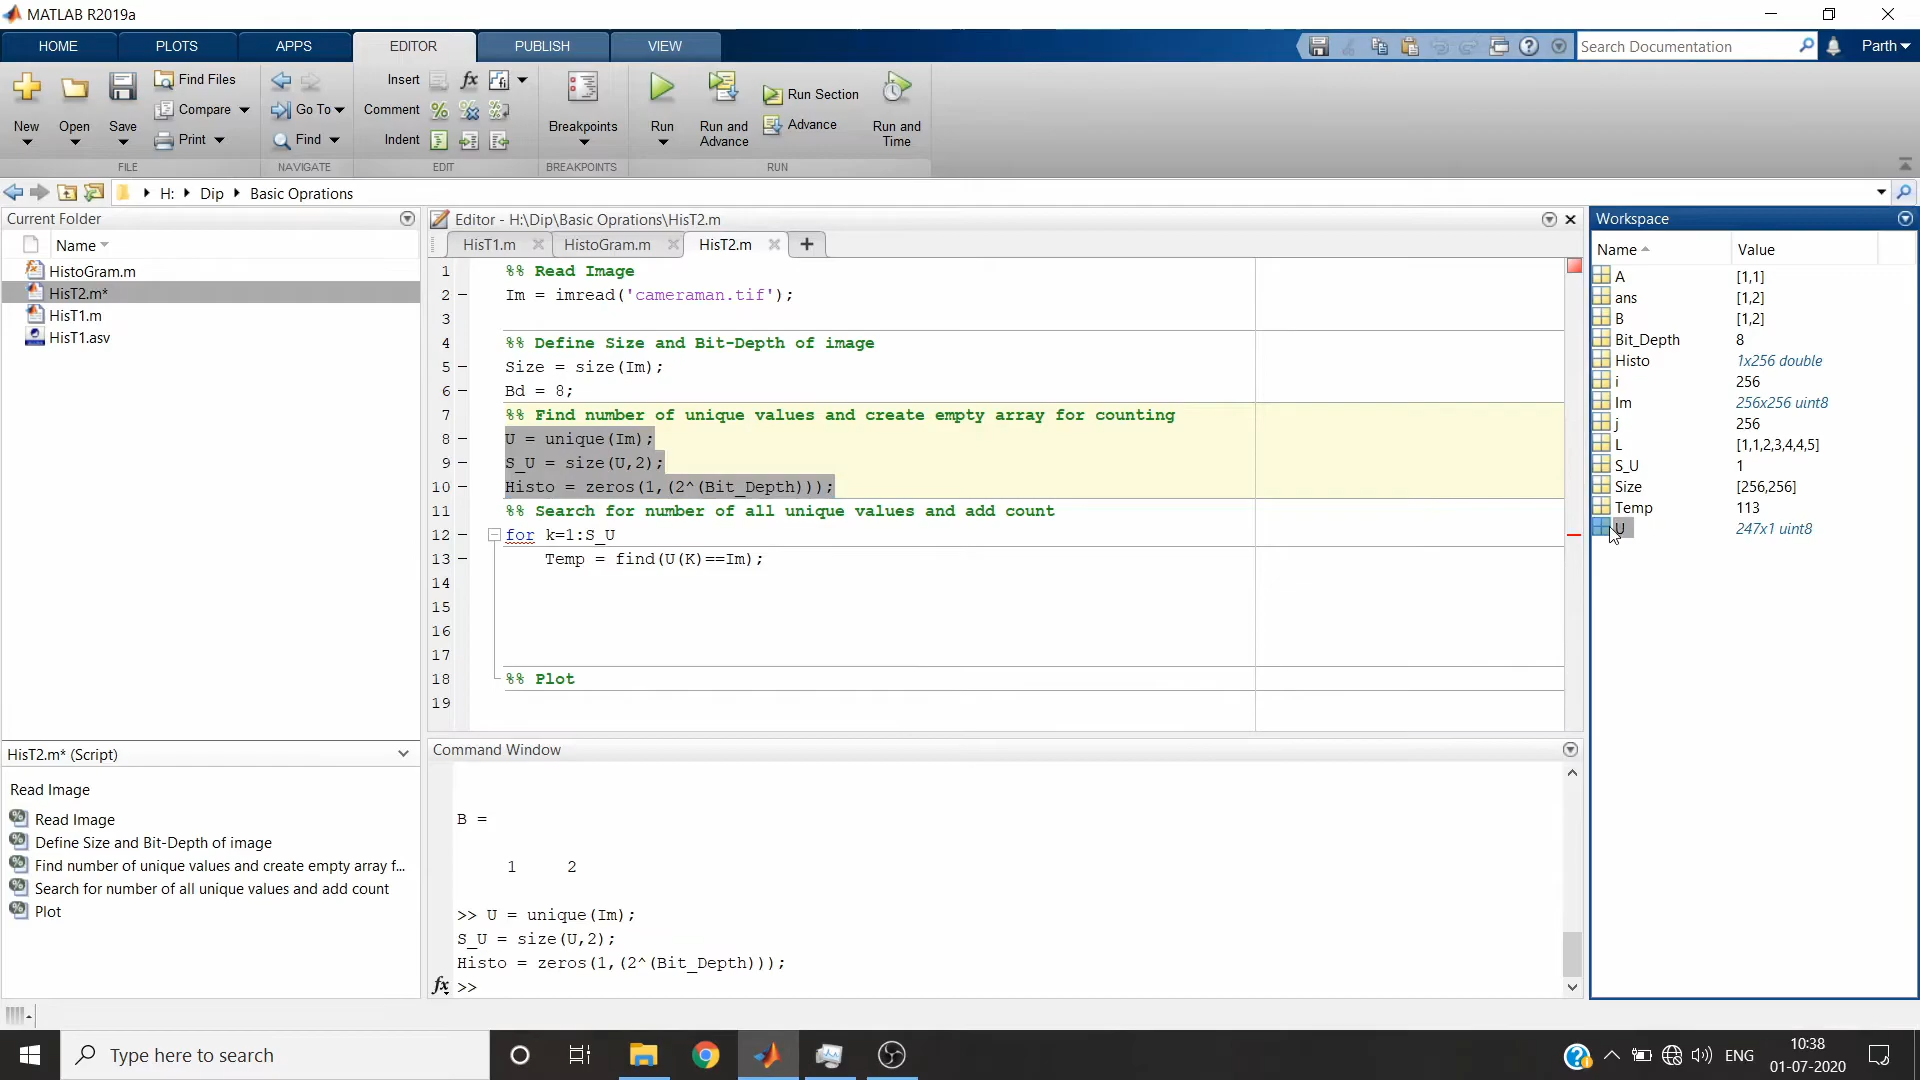 MATLAB R2019a
HOME PLOTS APPS EDITOR PUBLISH VIEW Search Documentation Parth
New Open Save Find Files Compare Print
Go To Find
Insert fx Comment Indent
Breakpoints Run Run and Advance Run Section Advance Run and Time
FILE NAVIGATE EDIT BREAKPOINTS RUN
H: Dip Basic Oprations
Current Folder
Name
HistoGram.m
HisT2.m*
HisT1.m
HisT1.asv
HisT2.m* (Script)
Read Image
Read Image
Define Size and Bit-Depth of image
Find number of unique values and create empty array f...
Search for number of all unique values and add count
Plot
Editor - H:\Dip\Basic Oprations\HisT2.m
HisT1.m HistoGram.m HisT2.m
1 %% Read Image
2 Im = imread('cameraman.tif');
3
4 %% Define Size and Bit-Depth of image
5 Size = size(Im);
6 Bd = 8;
7 %% Find number of unique values and create empty array for counting
8 U = unique(Im);
9 S_U = size(U,2);
10 Histo = zeros(1,(2^(Bit_Depth)));
11 %% Search for number of all unique values and add count
12 for k=1:S_U
13 Temp = find(U(K)==Im);
14
15
16
17
18 %% Plot
19
Command Window
B =
1 2
>> U = unique(Im);
S_U = size(U,2);
Histo = zeros(1,(2^(Bit_Depth)));
fx >>
Workspace
Name Value
A [1,1]
ans [1,2]
B [1,2]
Bit_Depth 8
Histo 1x256 double
i 256
Im 256x256 uint8
j 256
L [1,1,2,3,4,4,5]
S_U 1
Size [256,256]
Temp 113
U 247x1 uint8
Type here to search
ENG
10:38
01-07-2020